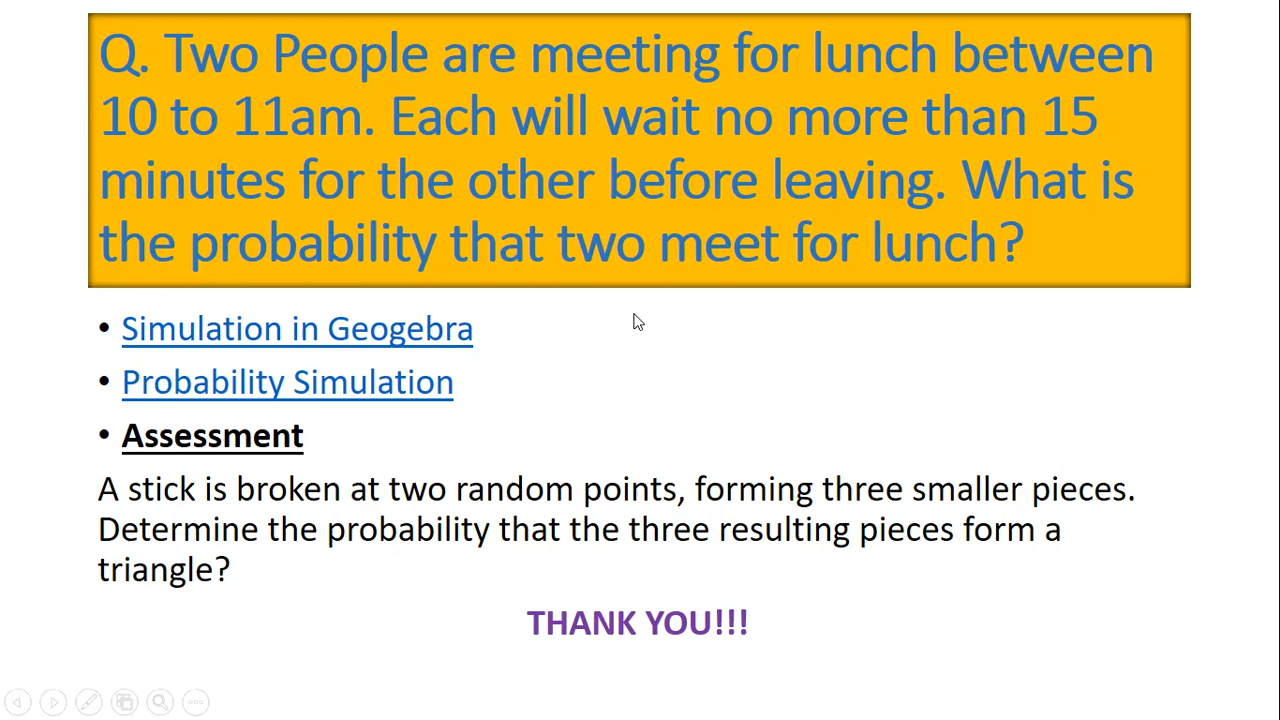 Q. Two People are meeting for lunch between
10 to 11am. Each will wait no more than 15
minutes for the other before leaving. What is
the probability that two meet for lunch?
• Simulation in Geogebra
• Probability Simulation
• Assessment
A stick is broken at two random points, forming three smaller pieces.
Determine the probability that the three resulting pieces form a
triangle?
THANK YOU!!!